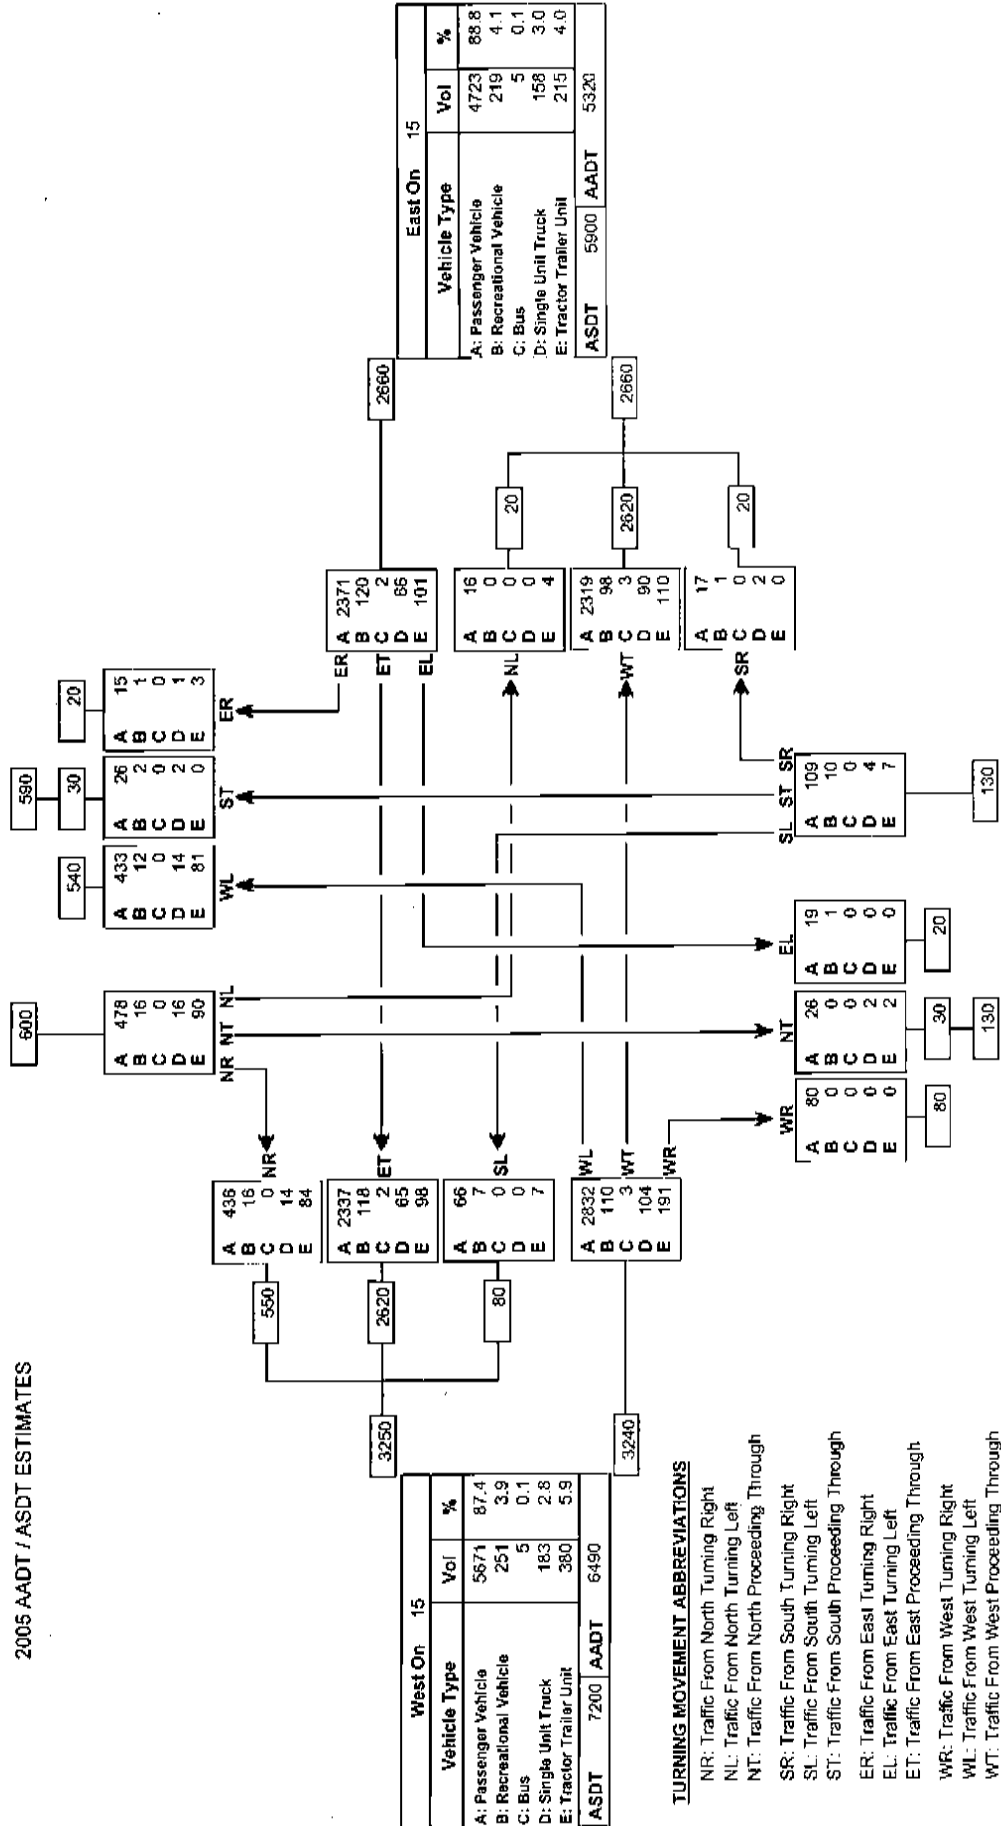 2005 AADT / ASDT ESTIMATES
600
A 478
B 16
C 0
D 16
E 90
NR NT NL
540
A 433
B 12
C 0
D 14
E 81
WL
590
30
A 26
B 2
C 0
D 2
E 0
ST
20
A 15
B 1
C 0
D 1
E 3
ER
West On 15
Vehicle Type Vol %
A: Passenger Vehicle 5671 87.4
B: Recreational Vehicle 251 3.9
C: Bus 5 0.1
D: Single Unit Truck 183 2.8
E: Tractor Trailer Unit 380 5.9
ASDT 7200 AADT 6490
3250
550
A 436
B 16
C 0
D 14
E 84
NR
2620
A 2337
B 118
C 2
D 65
E 98
ET
80
A 66
B 7
C 0
D 0
E 7
SL
3240
A 2832
B 110
C 3
D 104
E 191
WL
WT
WR
ER
ET
EL
A 2371
B 120
C 2
D 66
E 101
2660
East On 15
Vehicle Type Vol %
A: Passenger Vehicle 4723 88.8
B: Recreational Vehicle 219 4.1
C: Bus 5 0.1
D: Single Unit Truck 158 3.0
E: Tractor Trailer Unit 215 4.0
ASDT 5900 AADT 5320
NL
A 16
B 0
C 0
D 0
E 4
20
WT
A 2319
B 98
C 3
D 90
E 110
2620
2660
SR
A 17
B 1
C 0
D 2
E 0
20
WR
A 80
B 0
C 0
D 0
E 0
80
NT
A 26
B 0
C 0
D 2
E 2
30
130
EL
A 19
B 1
C 0
D 0
E 0
20
SL ST SR
A 109
B 10
C 0
D 4
E 7
130
TURNING MOVEMENT ABBREVIATIONS
NR: Traffic From North Turning Right
NL: Traffic From North Turning Left
NT: Traffic From North Proceeding Through
SR: Traffic From South Turning Right
SL: Traffic From South Turning Left
ST: Traffic From South Proceeding Through
ER: Traffic From East Turning Right
EL: Traffic From East Turning Left
ET: Traffic From East Proceeding Through
WR: Traffic From West Turning Right
WL: Traffic From West Turning Left
WT: Traffic From West Proceeding Through